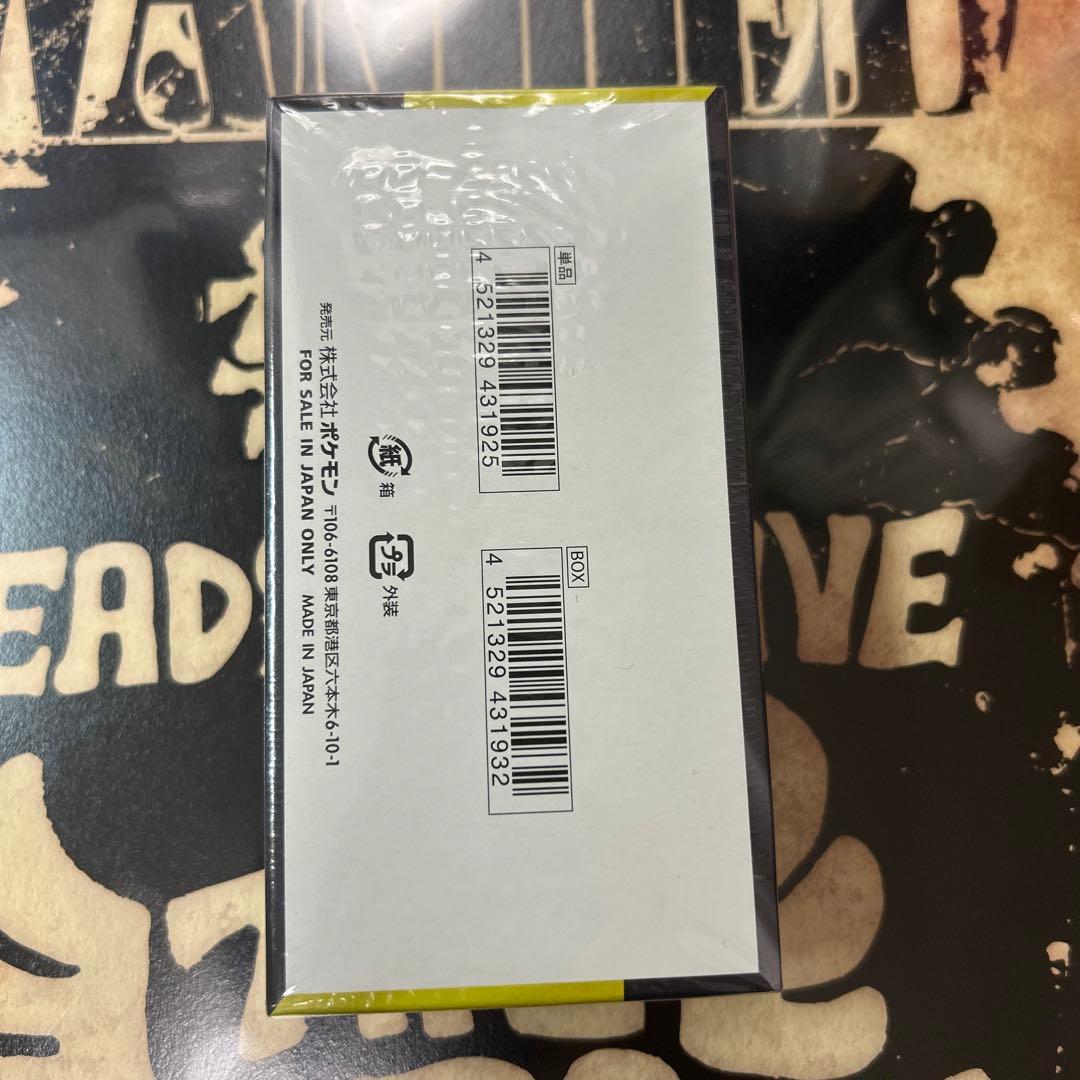 単品
4 521329 431925
BOX
4 521329 431932
紙 箱
プラ 外装
発売元 株式会社ポケモン 〒106-6108 東京都港区六本木6-10-1
FOR SALE IN JAPAN ONLY MADE IN JAPAN